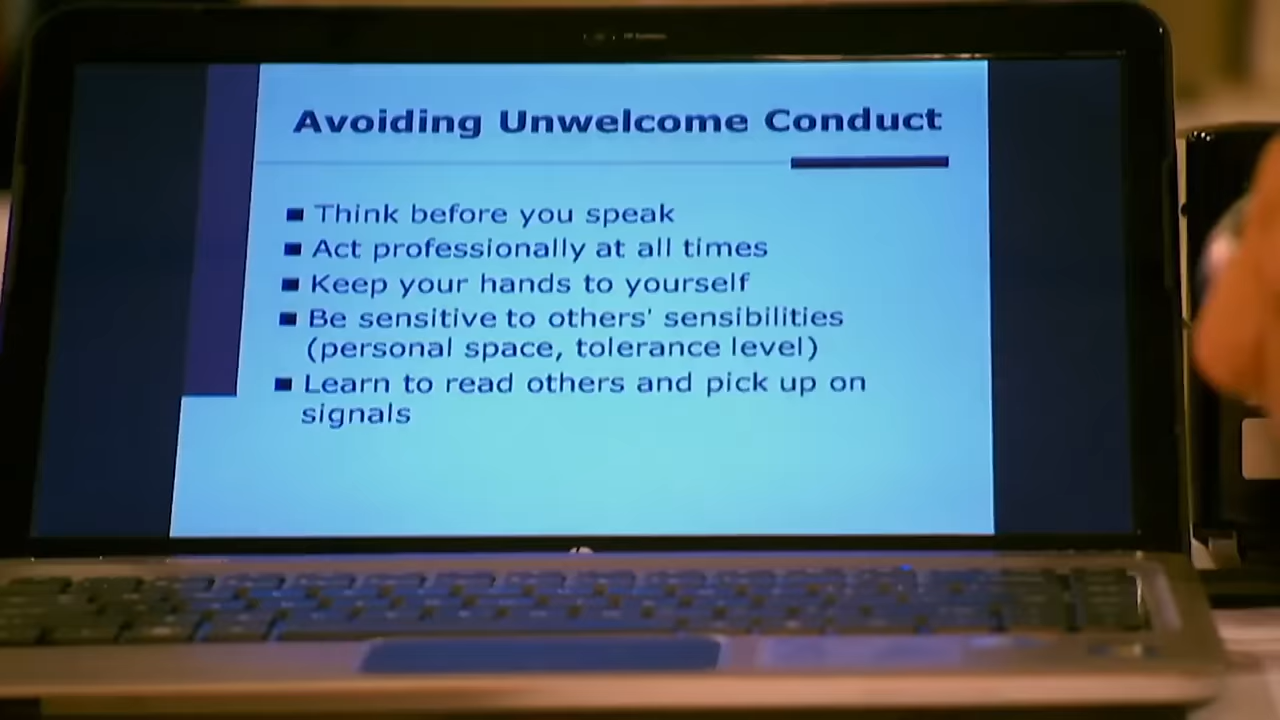 Avoiding Unwelcome Conduct
Think before you speak
Act professionally at all times
Keep your hands to yourself
Be sensitive to others' sensibilities
(personal space, tolerance level)
Learn to read others and pick up on
signals